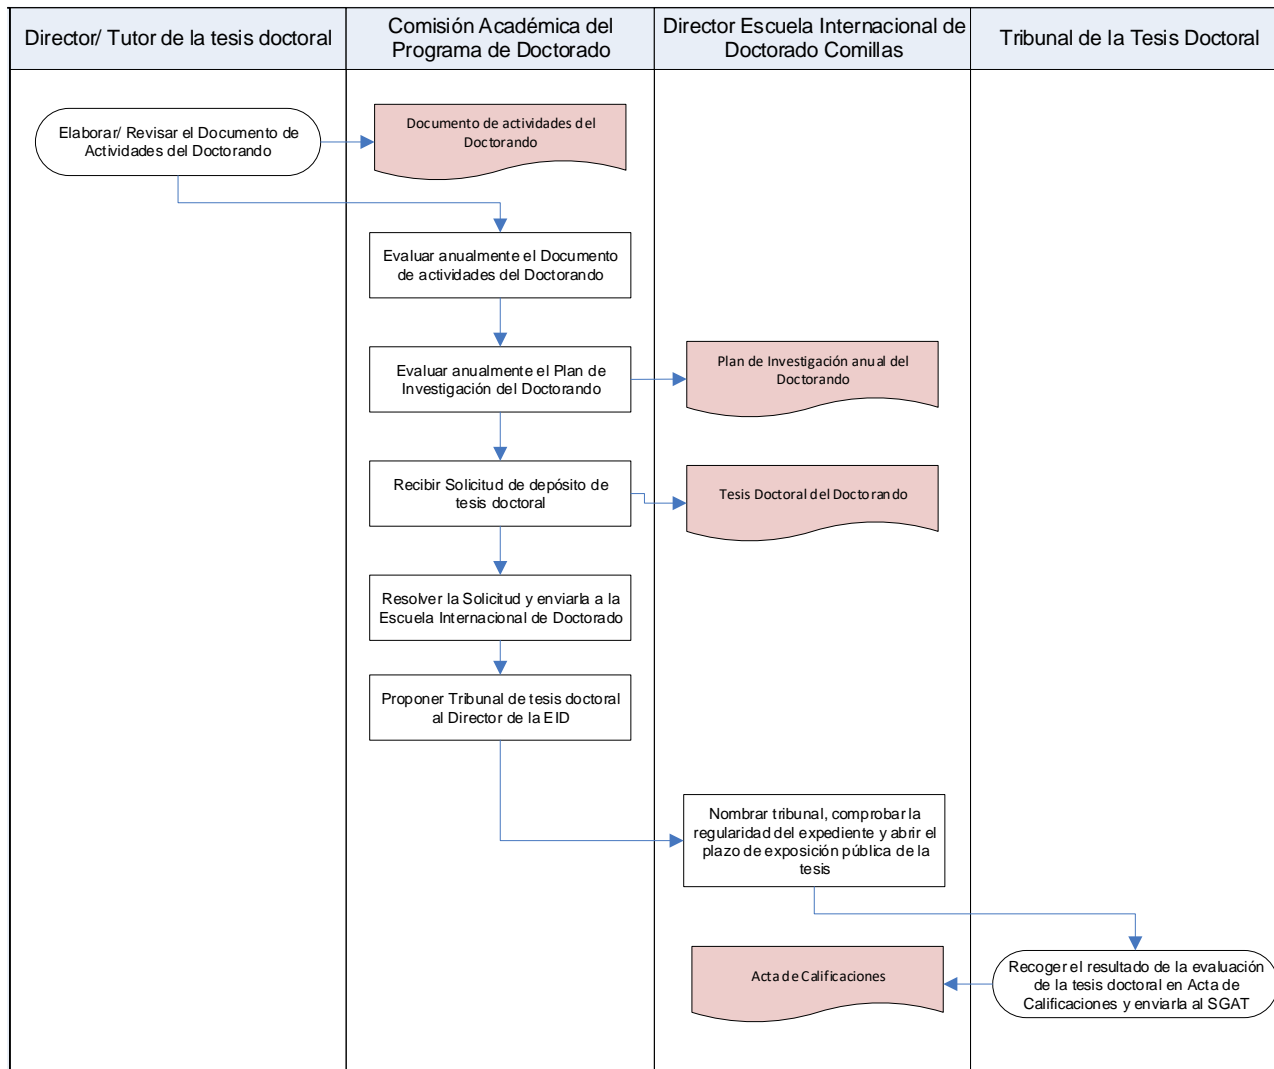 Director/ Tutor de la tesis doctoral
Comisión Académica del
Programa de Doctorado
Director Escuela Internacional de
Doctorado Comillas
Tribunal de la Tesis Doctoral
Elaborar/ Revisar el Documento de
Actividades del Doctorando
Documento de actividades del
Doctorando
Evaluar anualmente el Documento
de actividades del Doctorando
Evaluar anualmente el Plan de
Investigación del Doctorando
Plan de Investigación anual del
Doctorando
Recibir Solicitud de depósito de
tesis doctoral
Tesis Doctoral del Doctorando
Resolver la Solicitud y enviarla a la
Escuela Internacional de Doctorado
Proponer Tribunal de tesis doctoral
al Director de la EID
Nombrar tribunal, comprobar la
regularidad del expediente y abrir el
plazo de exposición pública de la
tesis
Acta de Calificaciones
Recoger el resultado de la evaluación
de la tesis doctoral en Acta de
Calificaciones y enviarla al SGAT